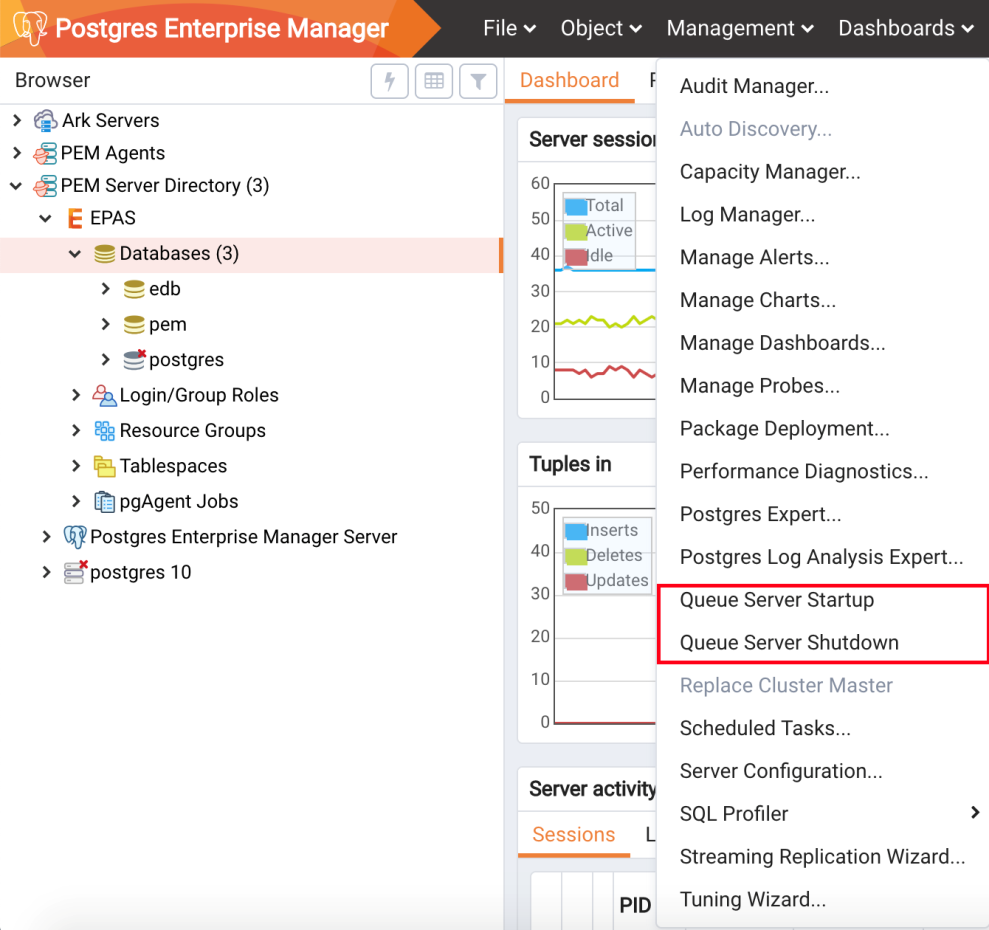 Postgres Enterprise Manager
File
Object
Management
Dashboards
Browser
Ark Servers
PEM Agents
PEM Server Directory (3)
EPAS
Databases (3)
edb
pem
postgres
Login/Group Roles
Resource Groups
Tablespaces
pgAgent Jobs
Postgres Enterprise Manager Server
postgres 10
Dashboard
Server session
60
50
40
30
20
10
0
Total
Active
Idle
Tuples in
50
40
30
20
10
0
Inserts
Deletes
Updates
Server activity
Sessions
L
PID
Audit Manager...
Auto Discovery...
Capacity Manager...
Log Manager...
Manage Alerts...
Manage Charts...
Manage Dashboards...
Manage Probes...
Package Deployment...
Performance Diagnostics...
Postgres Expert...
Postgres Log Analysis Expert...
Queue Server Startup
Queue Server Shutdown
Replace Cluster Master
Scheduled Tasks...
Server Configuration...
SQL Profiler
Streaming Replication Wizard...
Tuning Wizard...